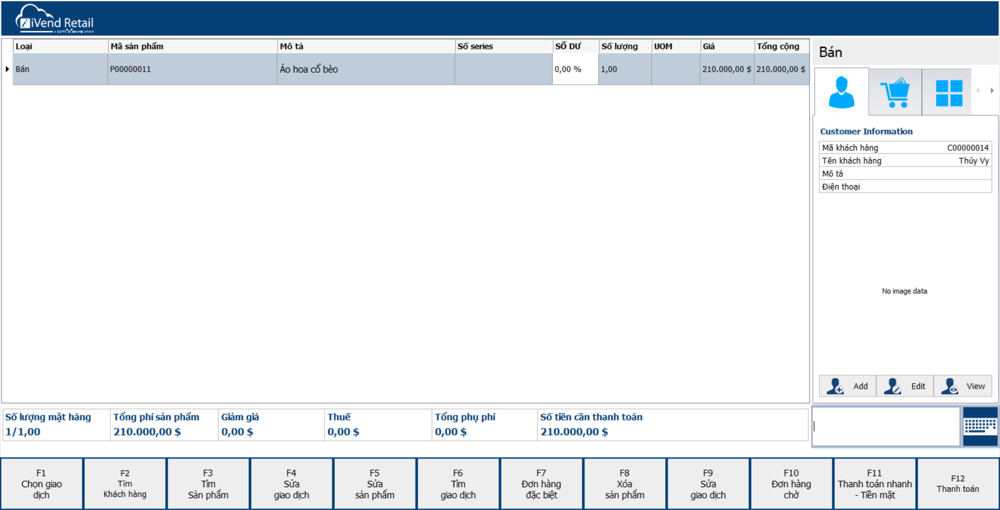 iVend Retail
a CitiXsys product
Loại Mã sản phẩm Mô tả Số series SỐ DƯ Số lượng UOM Giá Tổng cộng
Bán P00000011 Áo hoa cổ bèo 0,00 % 1,00 210.000,00 $ 210.000,00 $
Bán
Customer Information
Mã khách hàng C00000014
Tên khách hàng Thúy Vy
Mô tả
Điện thoại
No image data
Add Edit View
Số lượng mặt hàng Tổng phí sản phẩm Giảm giá Thuế Tổng phụ phí Số tiền cần thanh toán
1/1,00 210.000,00 $ 0,00 $ 0,00 $ 0,00 $ 210.000,00 $
F1
Chọn giao
dịch
F2
Tìm
Khách hàng
F3
Tìm
Sản phẩm
F4
Sửa
giao dịch
F5
Sửa
sản phẩm
F6
Tìm
giao dịch
F7
Đơn hàng
đặc biệt
F8
Xóa
sản phẩm
F9
Sửa
giao dịch
F10
Đơn hàng
chờ
F11
Thanh toán nhanh
- Tiền mặt
F12
Thanh toán